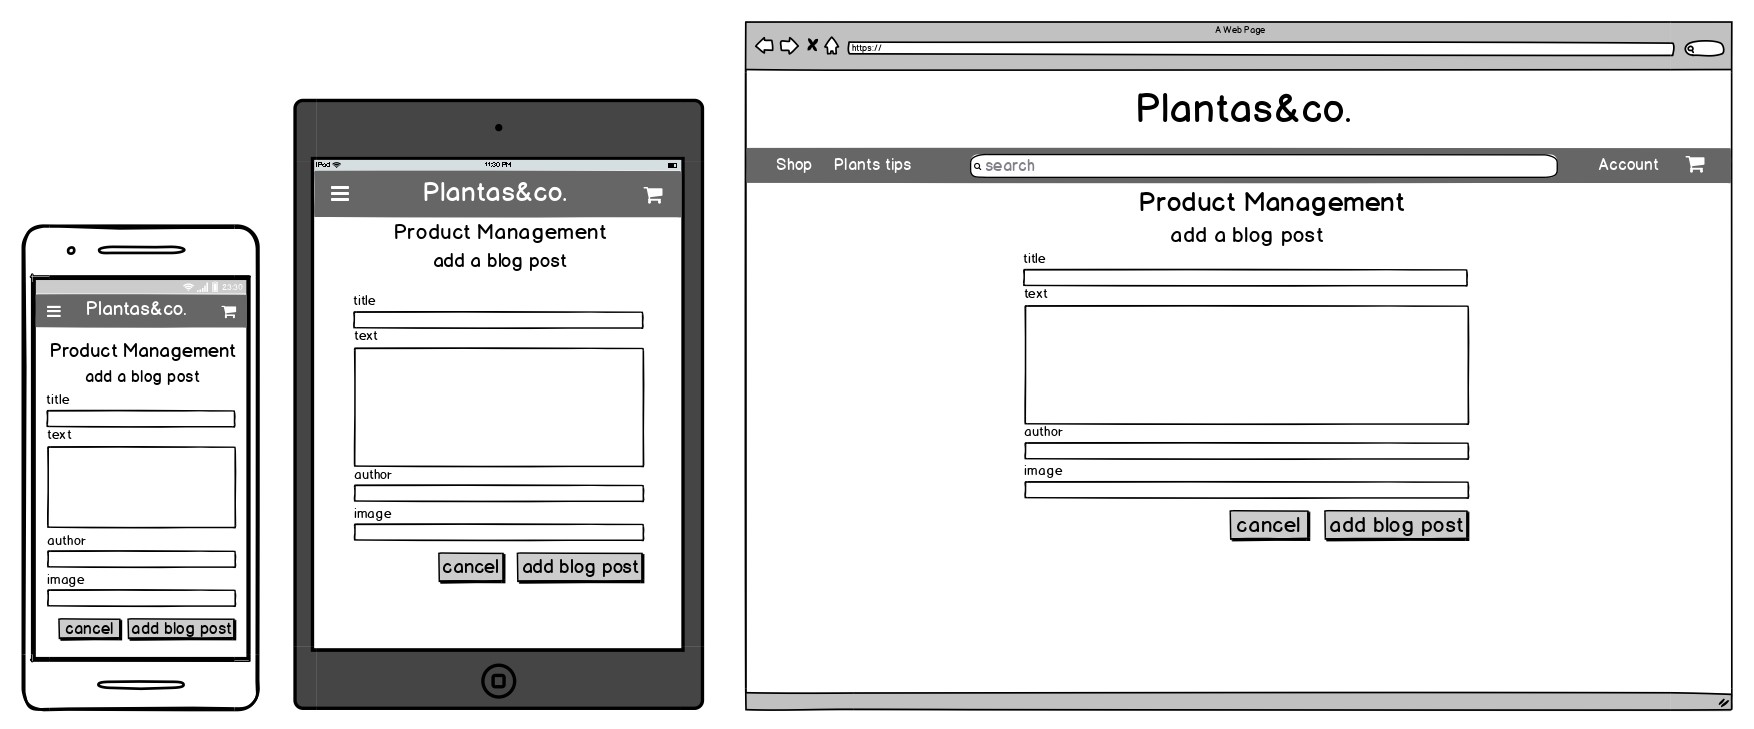 23:30
Plantas&co.
Product Management
add a blog post
title
text
author
image
cancel add blog post
iPad 11:30 PM
Plantas&co.
Product Management
add a blog post
title
text
author
image
cancel add blog post
A Web Page
https://
Plantas&co.
Shop Plants tips search Account
Product Management
add a blog post
title
text
author
image
cancel add blog post